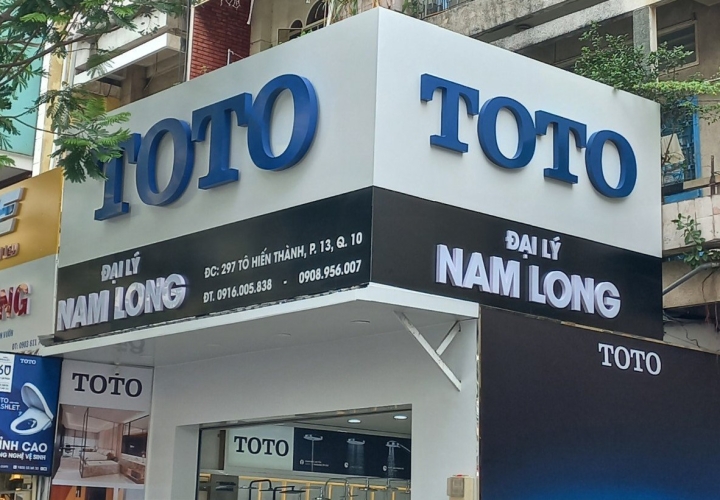 TOTO
ĐẠI LÝ
NAM LONG
ĐC: 297 TÔ HIẾN THÀNH, P. 13, Q. 10
ĐT. 0916.005.838 - 0908.956.007
TOTO
ĐẠI LÝ
NAM LONG
TOTO
TOTO
TOTO
TOTO